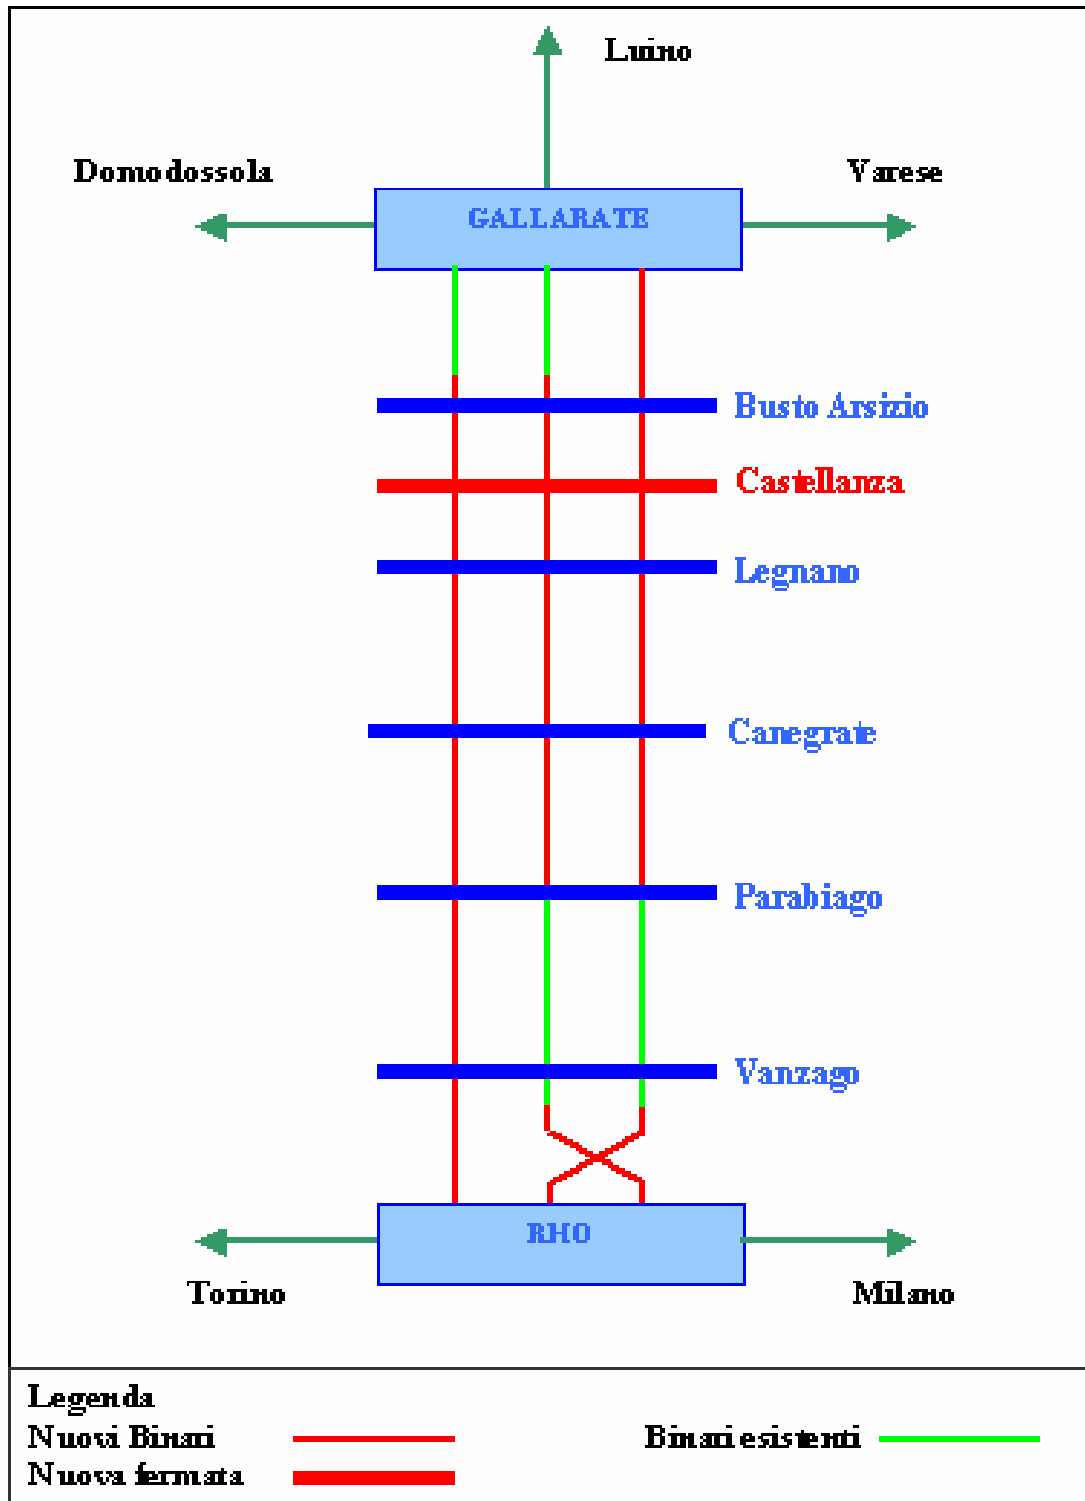 Luino
Domodossola
Varese
GALLARATE
Busto Arsizio
Castellanza
Legnano
Canegrate
Parabiago
Vanzago
RHO
Torino
Milano
Legenda
Nuovi Binari
Binari esistenti
Nuova fermata